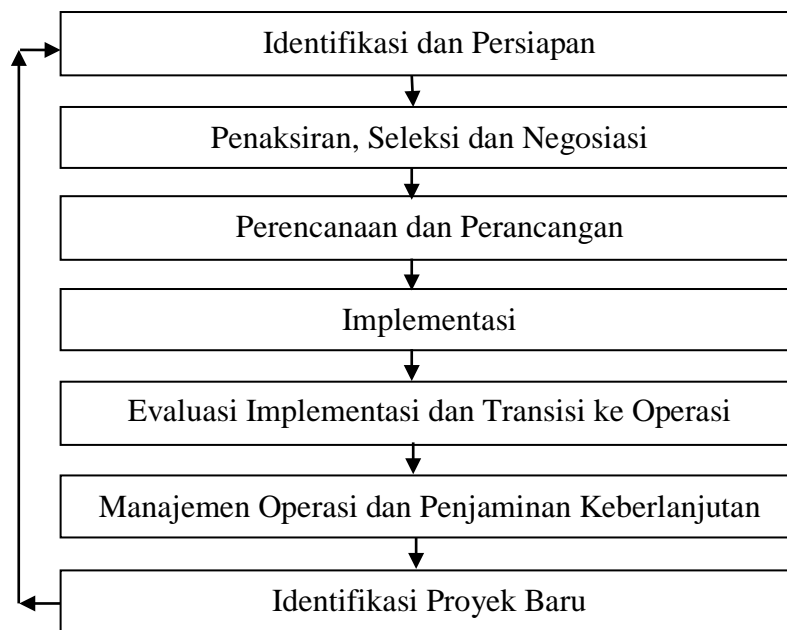 Identifikasi dan Persiapan
Penaksiran, Seleksi dan Negosiasi
Perencanaan dan Perancangan
Implementasi
Evaluasi Implementasi dan Transisi ke Operasi
Manajemen Operasi dan Penjaminan Keberlanjutan
Identifikasi Proyek Baru